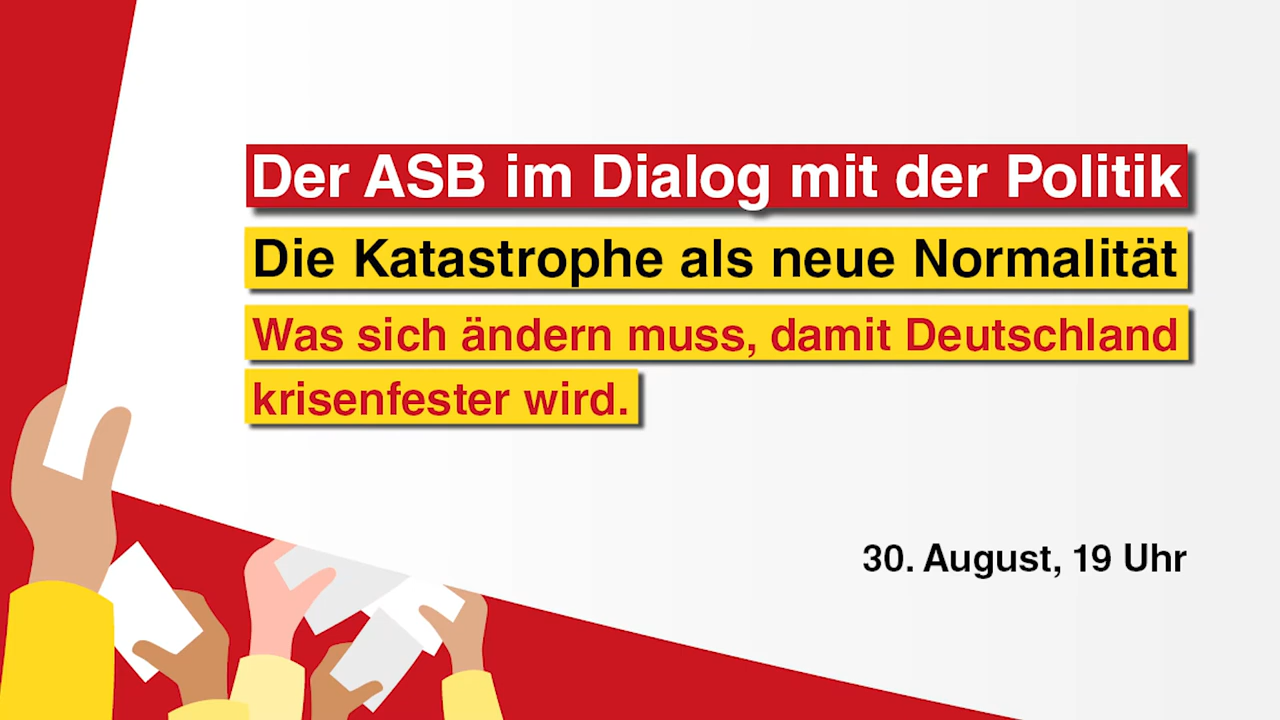 Der ASB im Dialog mit der Politik
Die Katastrophe als neue Normalität
Was sich ändern muss, damit Deutschland
krisenfester wird.
30. August, 19 Uhr